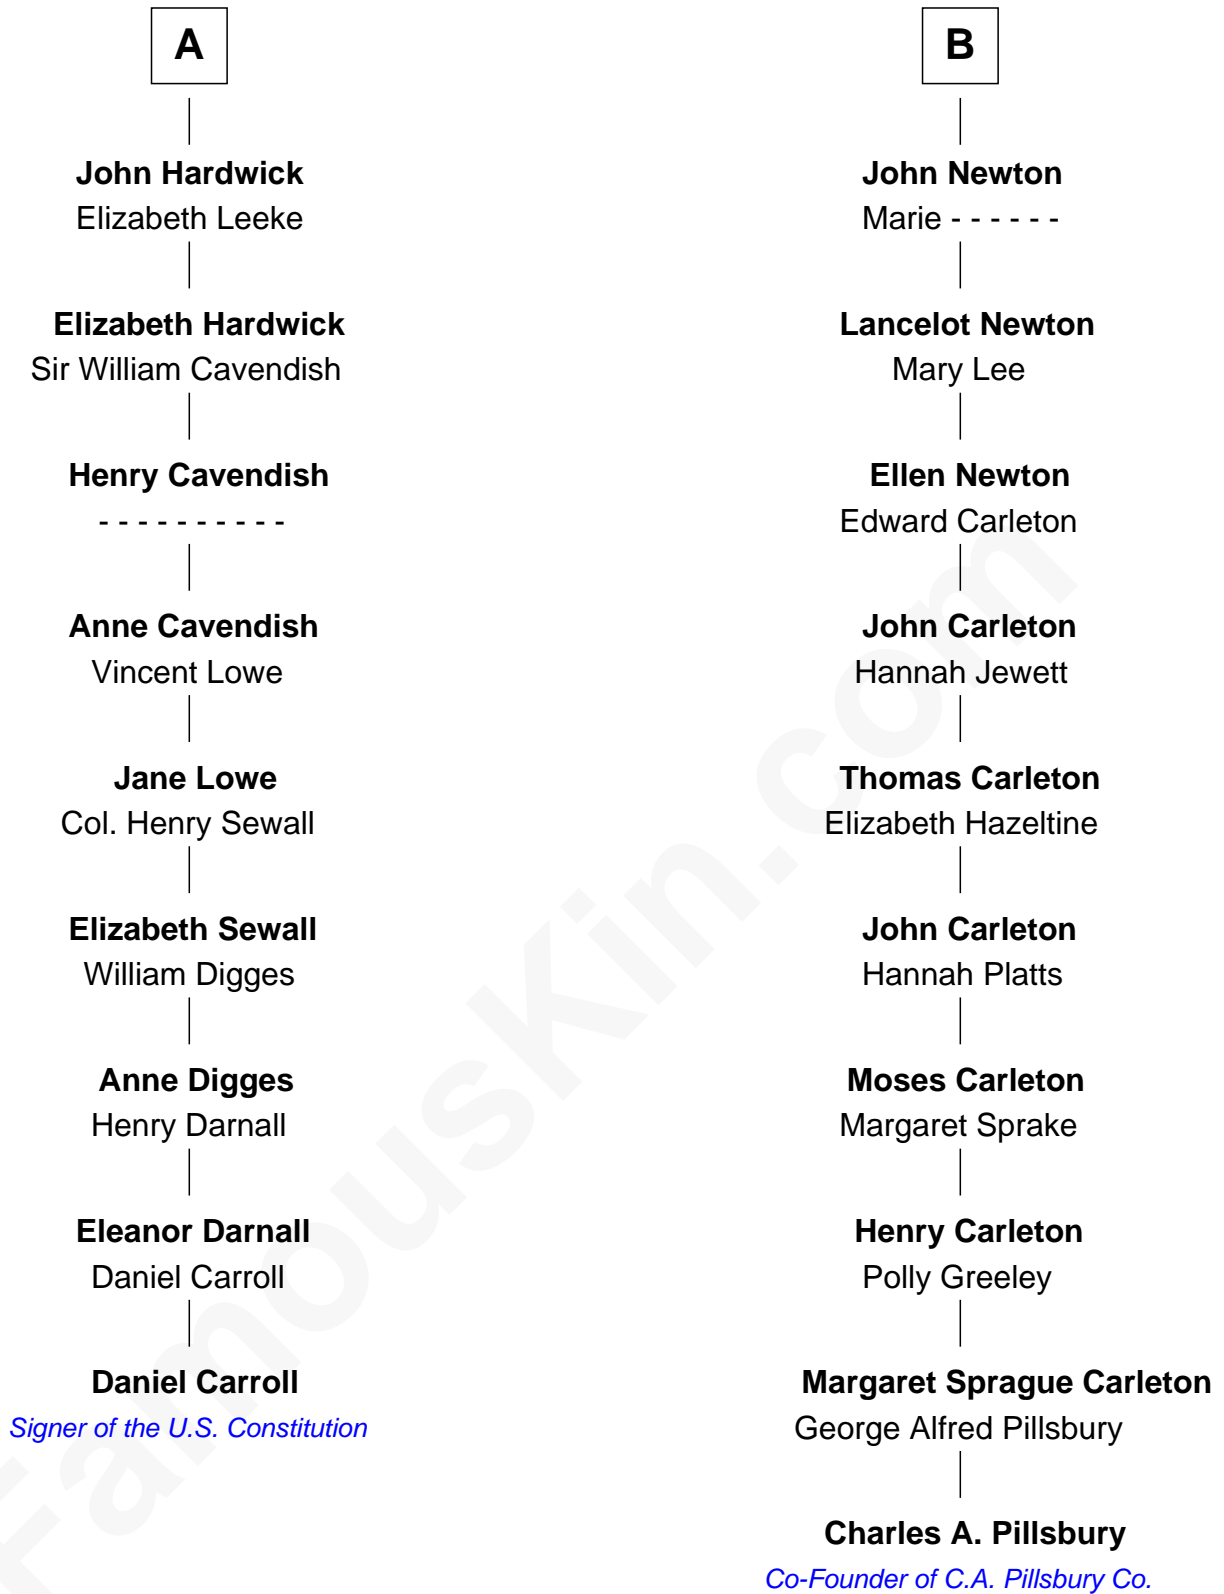 A
John Hardwick
Elizabeth Leeke
Elizabeth Hardwick
Sir William Cavendish
Henry Cavendish
- - - - - - - - - -
Anne Cavendish
Vincent Lowe
Jane Lowe
Col. Henry Sewall
Elizabeth Sewall
William Digges
Anne Digges
Henry Darnall
Eleanor Darnall
Daniel Carroll
Daniel Carroll
Signer of the U.S. Constitution
B
John Newton
Marie - - - - - -
Lancelot Newton
Mary Lee
Ellen Newton
Edward Carleton
John Carleton
Hannah Jewett
Thomas Carleton
Elizabeth Hazeltine
John Carleton
Hannah Platts
Moses Carleton
Margaret Sprake
Henry Carleton
Polly Greeley
Margaret Sprague Carleton
George Alfred Pillsbury
Charles A. Pillsbury
Co-Founder of C.A. Pillsbury Co.
FamousKin.com